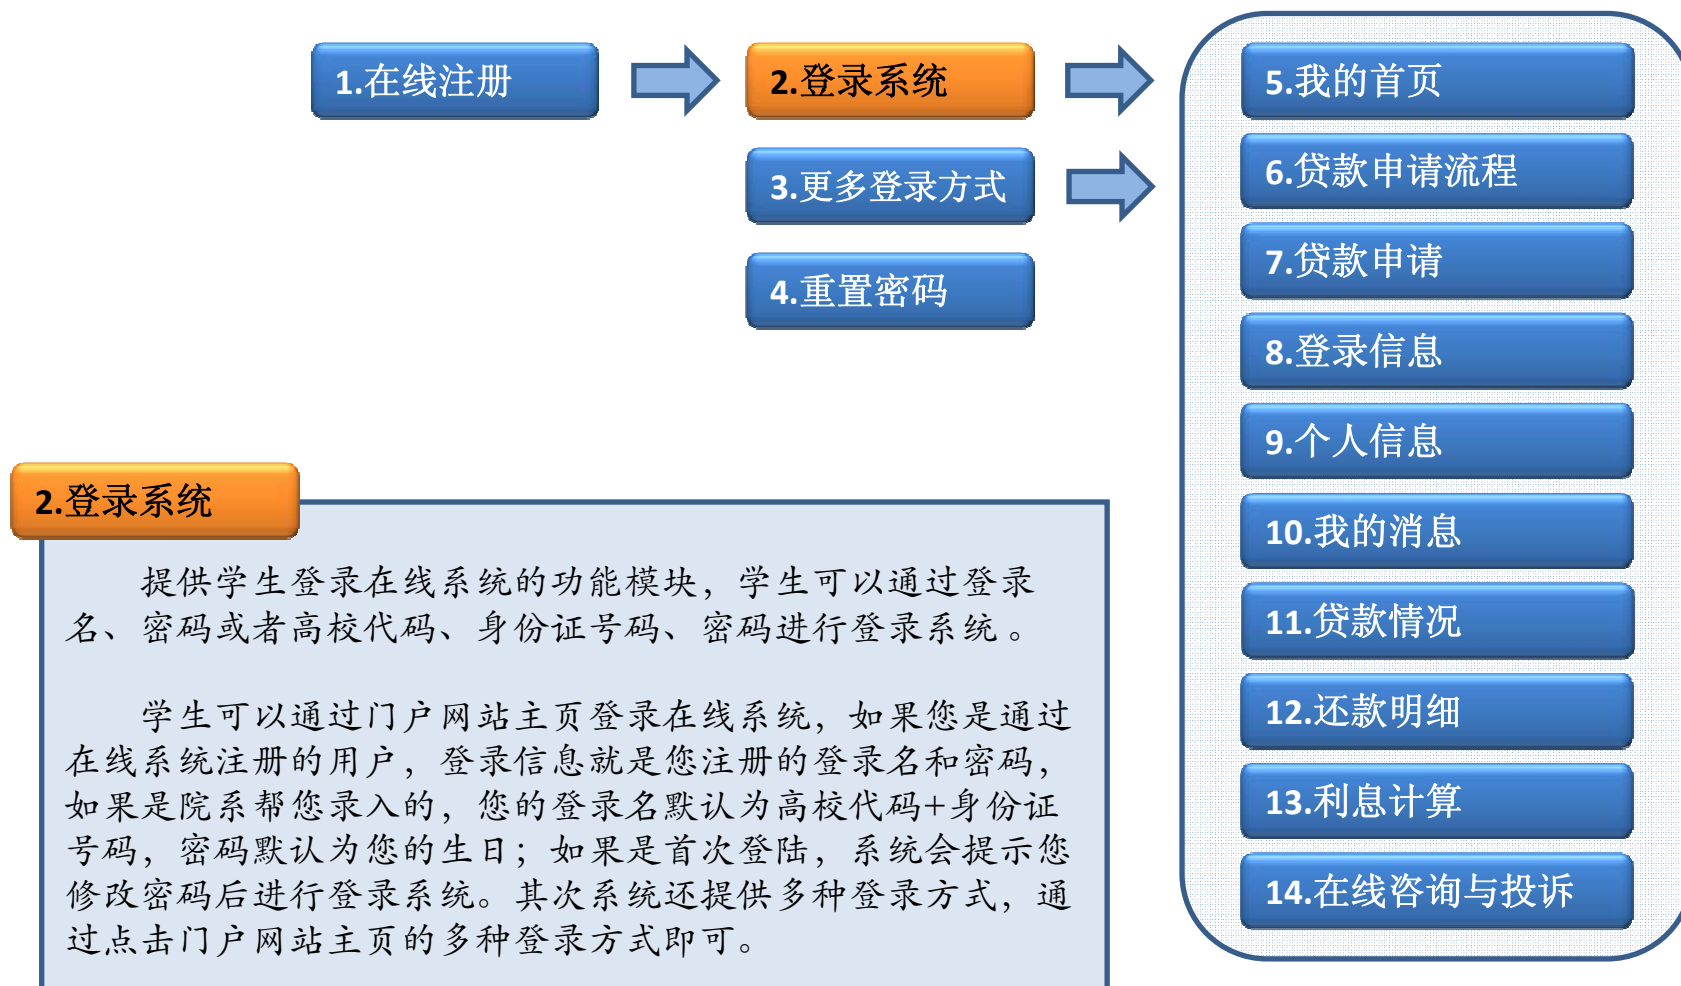 1.在线注册
2.登录系统
3.更多登录方式
4.重置密码
5.我的首页
6.贷款申请流程
7.贷款申请
8.登录信息
9.个人信息
10.我的消息
11.贷款情况
12.还款明细
13.利息计算
14.在线咨询与投诉
2.登录系统
提供学生登录在线系统的功能模块，学生可以通过登录
名、密码或者高校代码、身份证号码、密码进行登录系统。
学生可以通过门户网站主页登录在线系统，如果您是通过
在线系统注册的用户，登录信息就是您注册的登录名和密码，
如果是院系帮您录入的，您的登录名默认为高校代码+身份证
号码，密码默认为您的生日；如果是首次登陆，系统会提示您
修改密码后进行登录系统。其次系统还提供多种登录方式，通
过点击门户网站主页的多种登录方式即可。